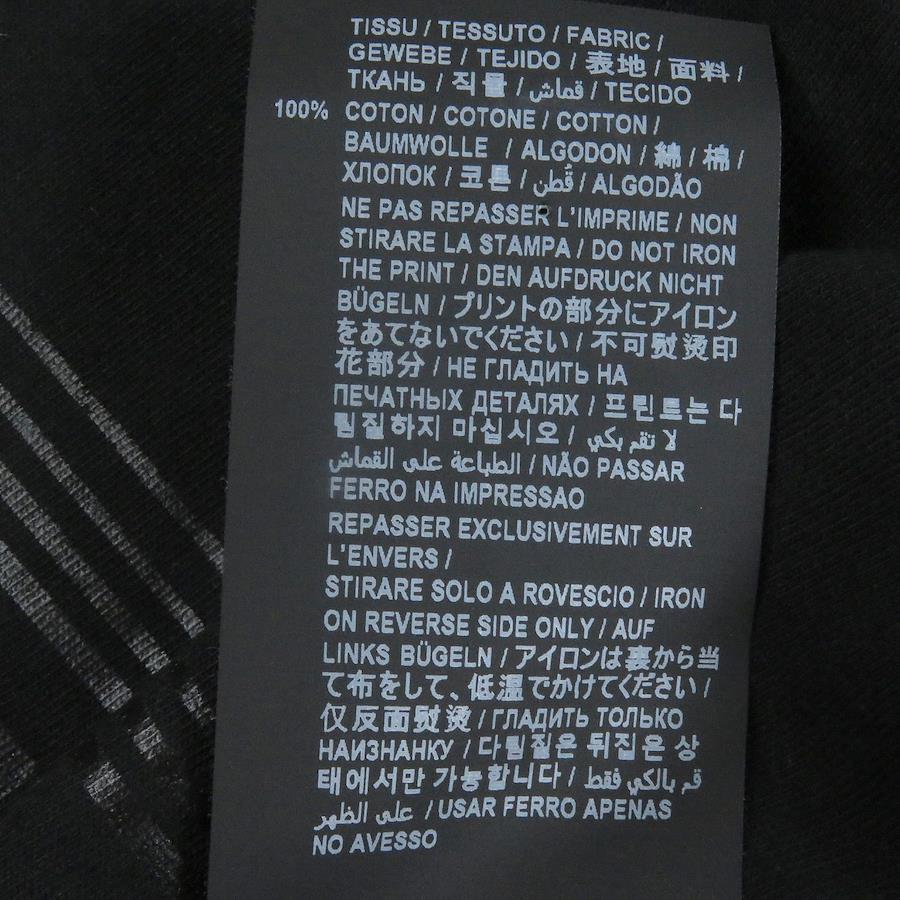 TISSU / TESSUTO / FABRIC /
GEWEBE / TEJIDO / 表地 / 面料 /
ТКАНЬ / 직물 / قماش / TECIDO
100% COTON / COTONE / COTTON /
BAUMWOLLE / ALGODON / 綿 / 棉 /
ХЛОПОК / 코튼 / قُطن / ALGODÃO
NE PAS REPASSER L'IMPRIME / NON
STIRARE LA STAMPA / DO NOT IRON
THE PRINT / DEN AUFDRUCK NICHT
BÜGELN / プリントの部分にアイロン
をあてないでください / 不可熨烫印
花部分 / НЕ ГЛАДИТЬ НА
ПЕЧАТНЫХ ДЕТАЛЯХ / 프린트는 다
림질하지 마십시오 / لا تقم بكي
الطباعة على القماش / NÃO PASSAR
FERRO NA IMPRESSAO
REPASSER EXCLUSIVEMENT SUR
L'ENVERS /
STIRARE SOLO A ROVESCIO / IRON
ON REVERSE SIDE ONLY / AUF
LINKS BÜGELN / アイロンは裏から当
て布をして、低温でかけてください /
仅反面熨烫 / ГЛАДИТЬ ТОЛЬКО
НАИЗНАНКУ / 다림질은 뒤집은 상
태에서만 가능합니다 / قم بالكي فقط
على الظهر / USAR FERRO APENAS
NO AVESSO